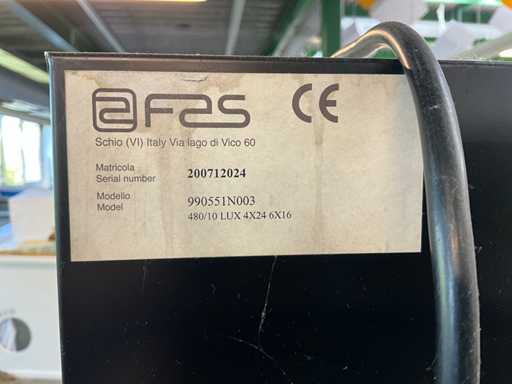 FAS CE
Schio (VI) Italy Via lago di Vico 60
Matricola
Serial number 200712024
Modello 990551N003
Model
480/10 LUX 4X24 6X16